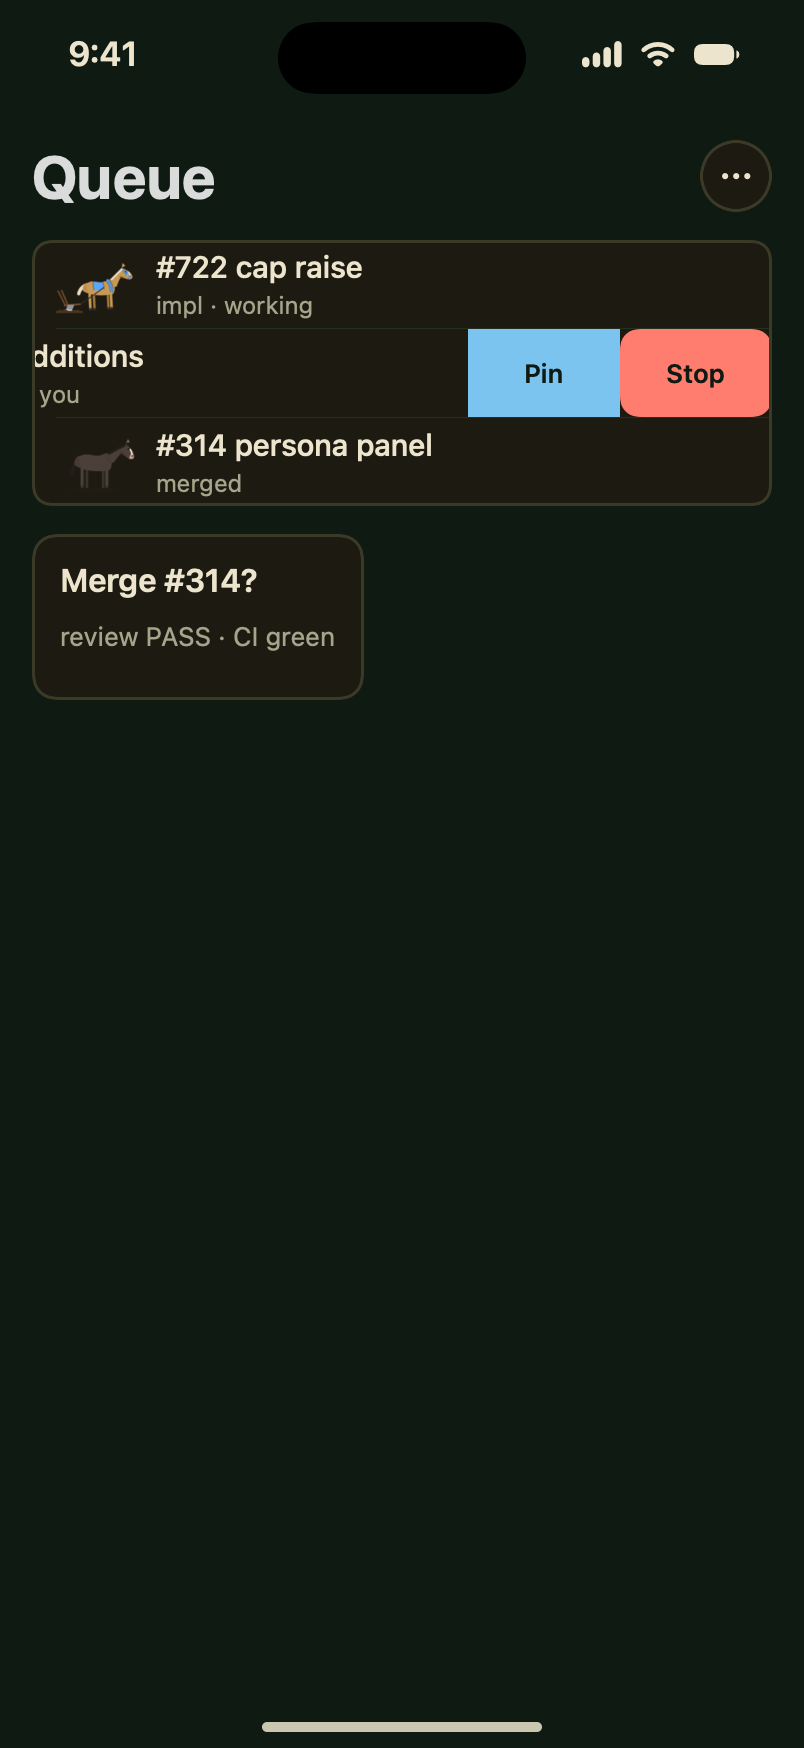 9:41
Queue
#722 cap raise
impl · working
dditions
you
Pin
Stop
#314 persona panel
merged
Merge #314?
review PASS · CI green